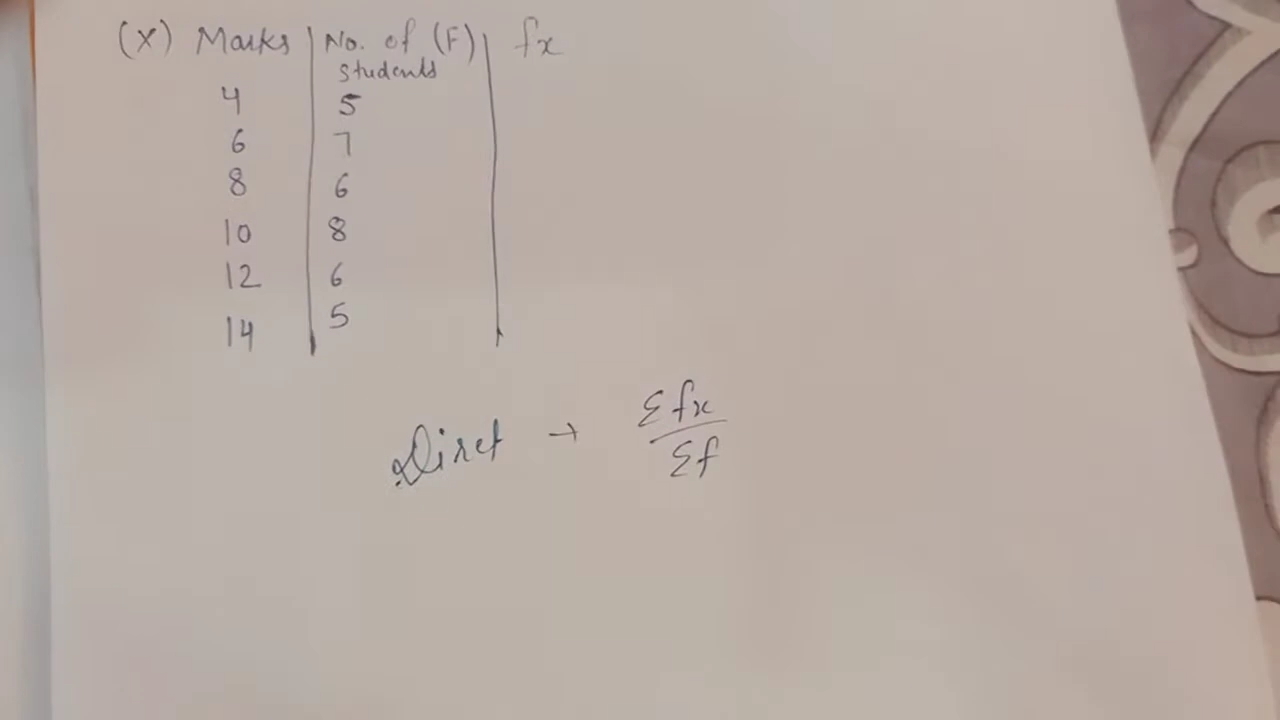 (X) Marks No. of (F) fx
students
4 5
6 7
8 6
10 8
12 6
14 5
Σfx
Direct → 
Σf